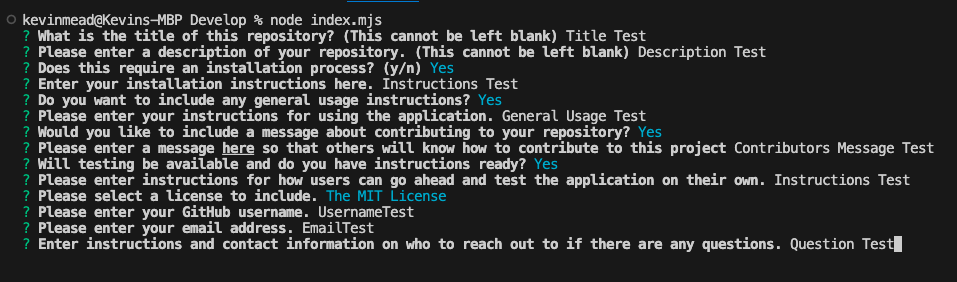 kevinmead@Kevins-MBP Develop % node index.mjs
? What is the title of this repository? (This cannot be left blank) Title Test
? Please enter a description of your repository. (This cannot be left blank) Description Test
? Does this require an installation process? (y/n) Yes
? Enter your installation instructions here. Instructions Test
? Do you want to include any general usage instructions? Yes
? Please enter your instructions for using the application. General Usage Test
? Would you like to include a message about contributing to your repository? Yes
? Please enter a message here so that others will know how to contribute to this project Contributors Message Test
? Will testing be available and do you have instructions ready? Yes
? Please enter instructions for how users can go ahead and test the application on their own. Instructions Test
? Please select a license to include. The MIT License
? Please enter your GitHub username. UsernameTest
? Please enter your email address. EmailTest
? Enter instructions and contact information on who to reach out to if there are any questions. Question Test